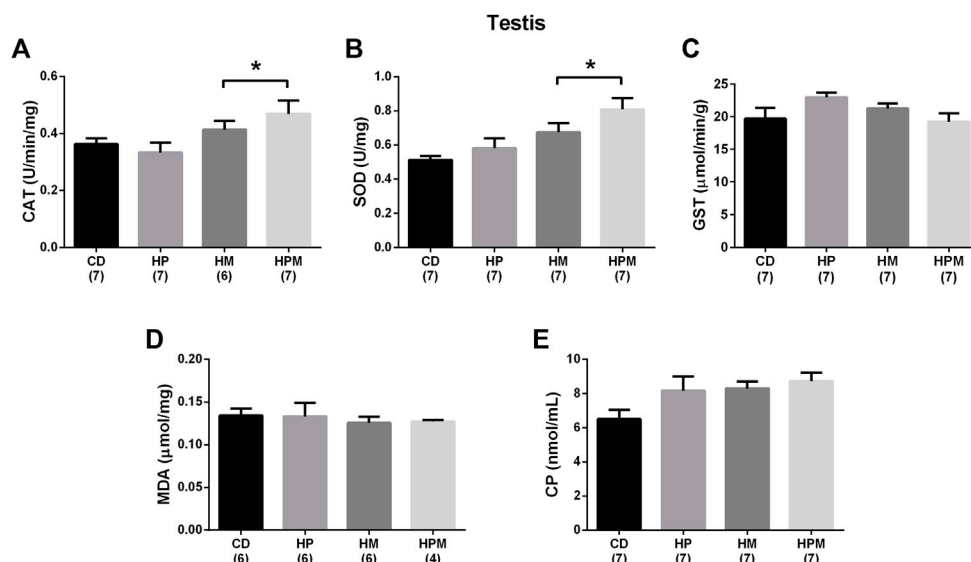 Testis
A
CAT (U/min/mg)
0.6
0.4
0.2
0.0
*
CD HP HM HPM
(7) (7) (6) (7)
B
SOD (U/mg)
1.0
0.8
0.6
0.4
0.2
0.0
*
CD HP HM HPM
(7) (7) (7) (7)
C
GST (μmol/min/g)
25
20
15
10
5
0
CD HP HM HPM
(7) (7) (7) (7)
D
MDA (μmol/mg)
0.20
0.15
0.10
0.05
0.00
CD HP HM HPM
(6) (6) (6) (4)
E
CP (nmol/mL)
10
8
6
4
2
0
CD HP HM HPM
(7) (7) (7) (7)